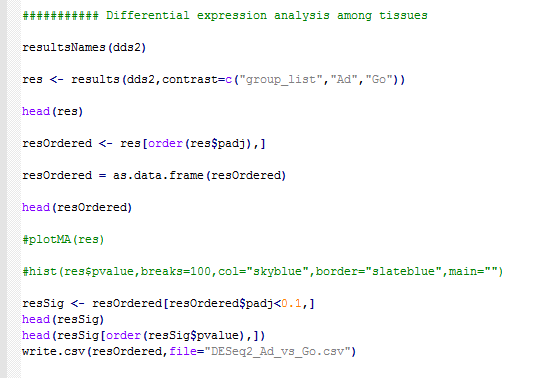 ########### Differential expression analysis among tissues
resultsNames(dds2)
res <- results(dds2,contrast=c("group_list","Ad","Go"))
head(res)
resOrdered <- res[order(res$padj),]
resOrdered = as.data.frame(resOrdered)
head(resOrdered)
#plotMA(res)
#hist(res$pvalue,breaks=100,col="skyblue",border="slateblue",main="")
resSig <- resOrdered[resOrdered$padj<0.1,]
head(resSig)
head(resSig[order(resSig$pvalue),])
write.csv(resOrdered,file="DESeq2_Ad_vs_Go.csv")